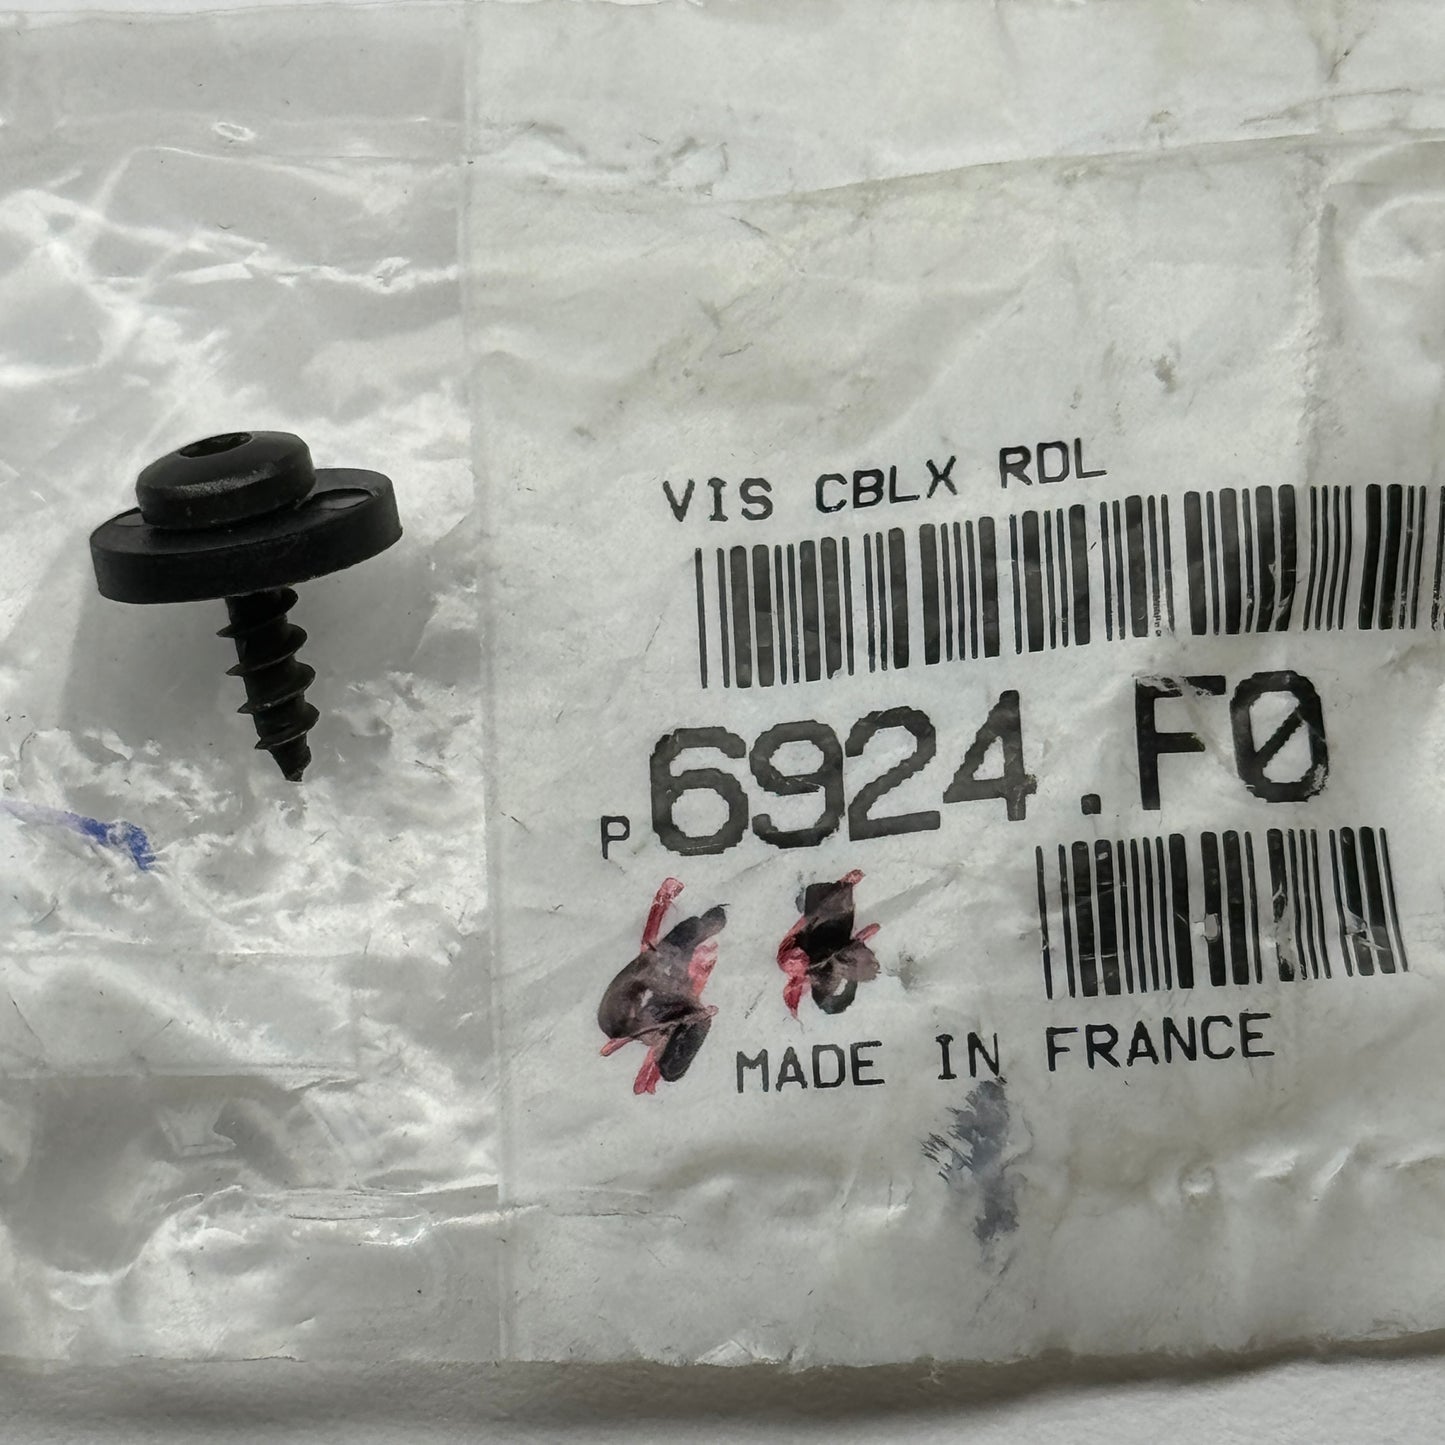 VIS CBLX RDL
P 6924.F0
MADE IN FRANCE